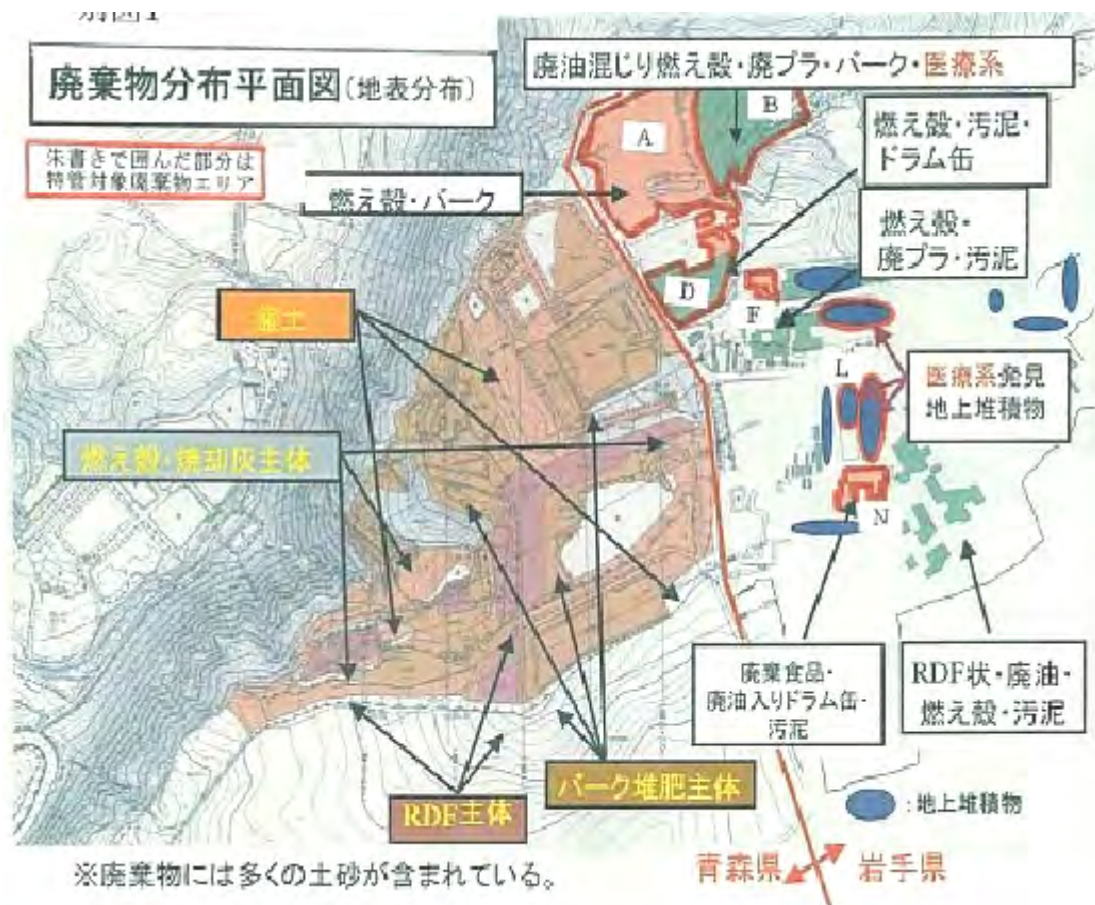 廃棄物分布平面図(地表分布)
朱書きで囲んだ部分は
特管対象廃棄物エリア
廃油混じり燃え殻・廃プラ・バーク・医療系
A
B
燃え殻・汚泥・
ドラム缶
燃え殻・バーク
燃え殻・
廃プラ・汚泥
D
F
燃え殻・焼却灰主体
L
医療系発見
地上堆積物
N
廃棄食品・
廃油入りドラム缶・
汚泥
RDF状・廃油・
燃え殻・汚泥
バーク堆肥主体
RDF主体
:地上堆積物
※廃棄物には多くの土砂が含まれている。
青森県
岩手県